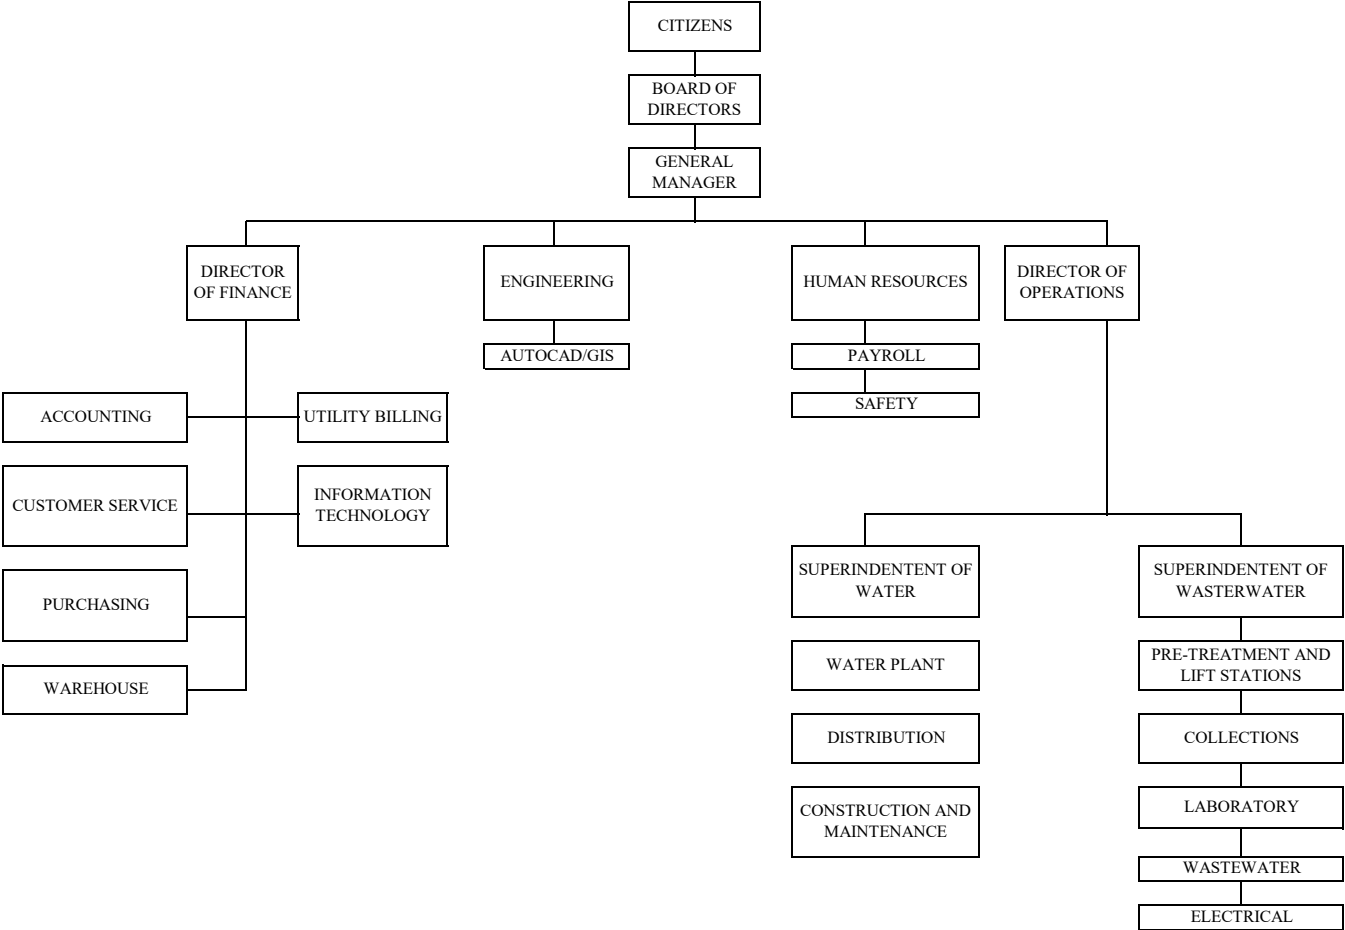 CITIZENS
BOARD OF
DIRECTORS
GENERAL
MANAGER
DIRECTOR
OF FINANCE
ENGINEERING
HUMAN RESOURCES
DIRECTOR OF
OPERATIONS
AUTOCAD/GIS
PAYROLL
SAFETY
ACCOUNTING
UTILITY BILLING
CUSTOMER SERVICE
INFORMATION
TECHNOLOGY
PURCHASING
WAREHOUSE
SUPERINDENTENT OF
WATER
SUPERINDENTENT OF
WASTERWATER
WATER PLANT
PRE-TREATMENT AND
LIFT STATIONS
DISTRIBUTION
COLLECTIONS
CONSTRUCTION AND
MAINTENANCE
LABORATORY
WASTEWATER
ELECTRICAL